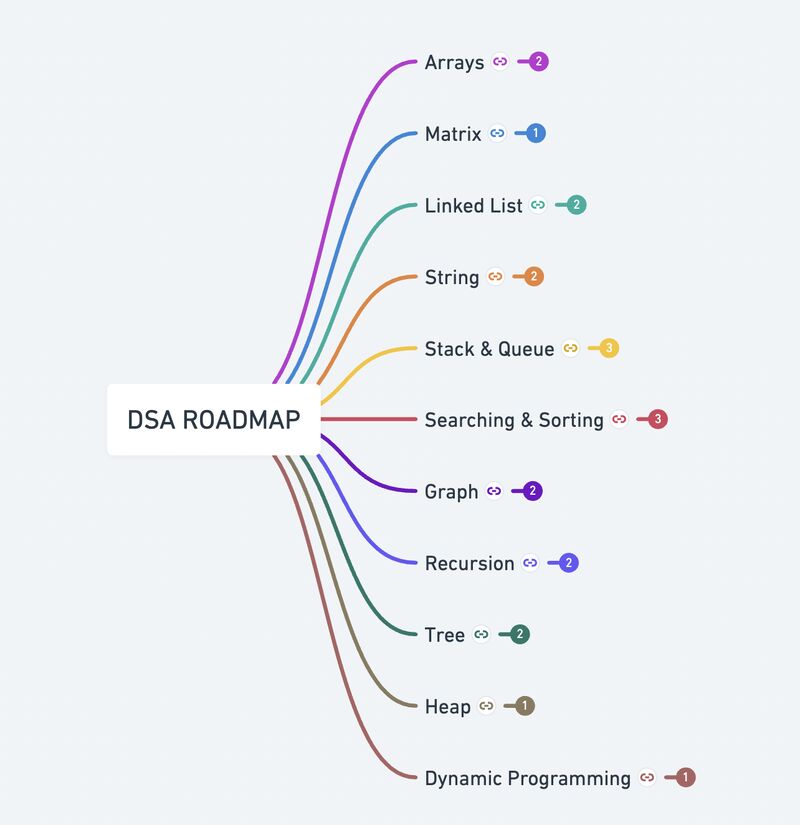 Arrays 2
Matrix 1
Linked List 2
String 2
Stack & Queue 3
DSA ROADMAP
Searching & Sorting 3
Graph 2
Recursion 2
Tree 2
Heap 1
Dynamic Programming 1